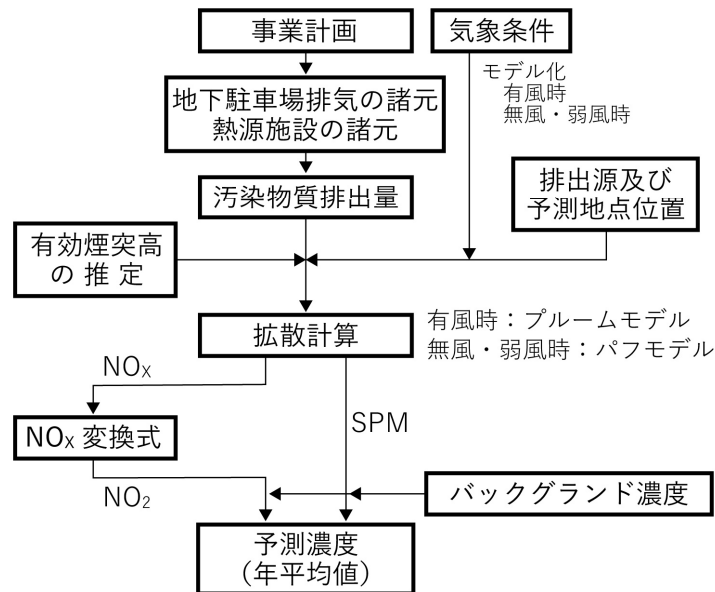 事業計画
気象条件
モデル化
有風時
無風・弱風時
地下駐車場排気の諸元
熱源施設の諸元
汚染物質排出量
排出源及び
予測地点位置
有効煙突高
の 推 定
拡散計算
有風時：プルームモデル
無風・弱風時：パフモデル
NOX
SPM
NOX 変換式
NO2
バックグランド濃度
予測濃度
（年平均値）